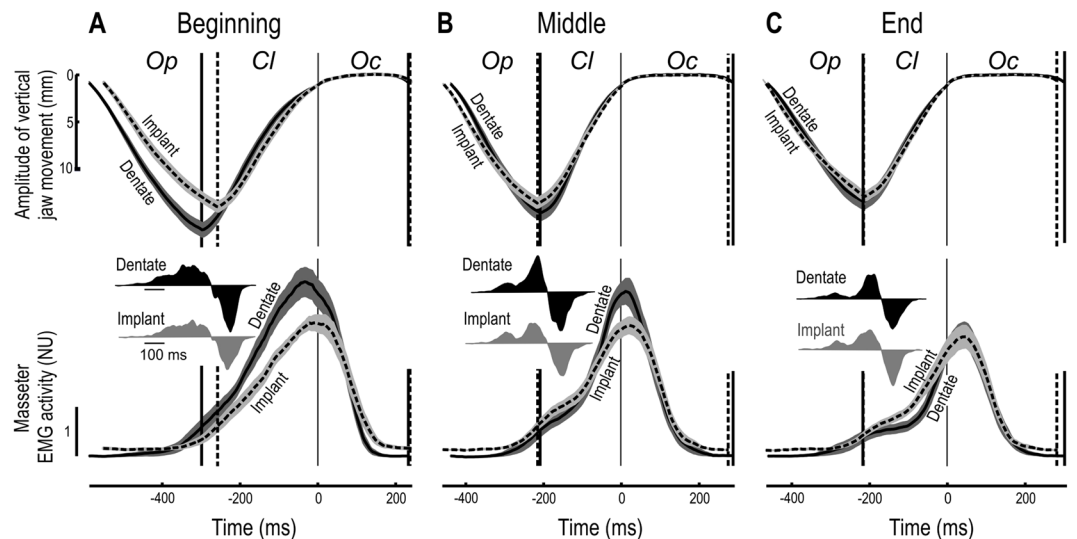 A Beginning
B Middle
C End
Op Cl Oc
Op Cl Oc
Op Cl Oc
Amplitude of vertical
jaw movement (mm)
0
5
10
Implant
Dentate
Dentate
Implant
Dentate
Implant
Masseter
EMG activity (NU)
1
Dentate
Implant
100 ms
Dentate
Implant
Dentate
Implant
Dentate
Implant
Dentate
Implant
Implant
Dentate
-400 -200 0 200
-400 -200 0 200
-400 -200 0 200
Time (ms)
Time (ms)
Time (ms)